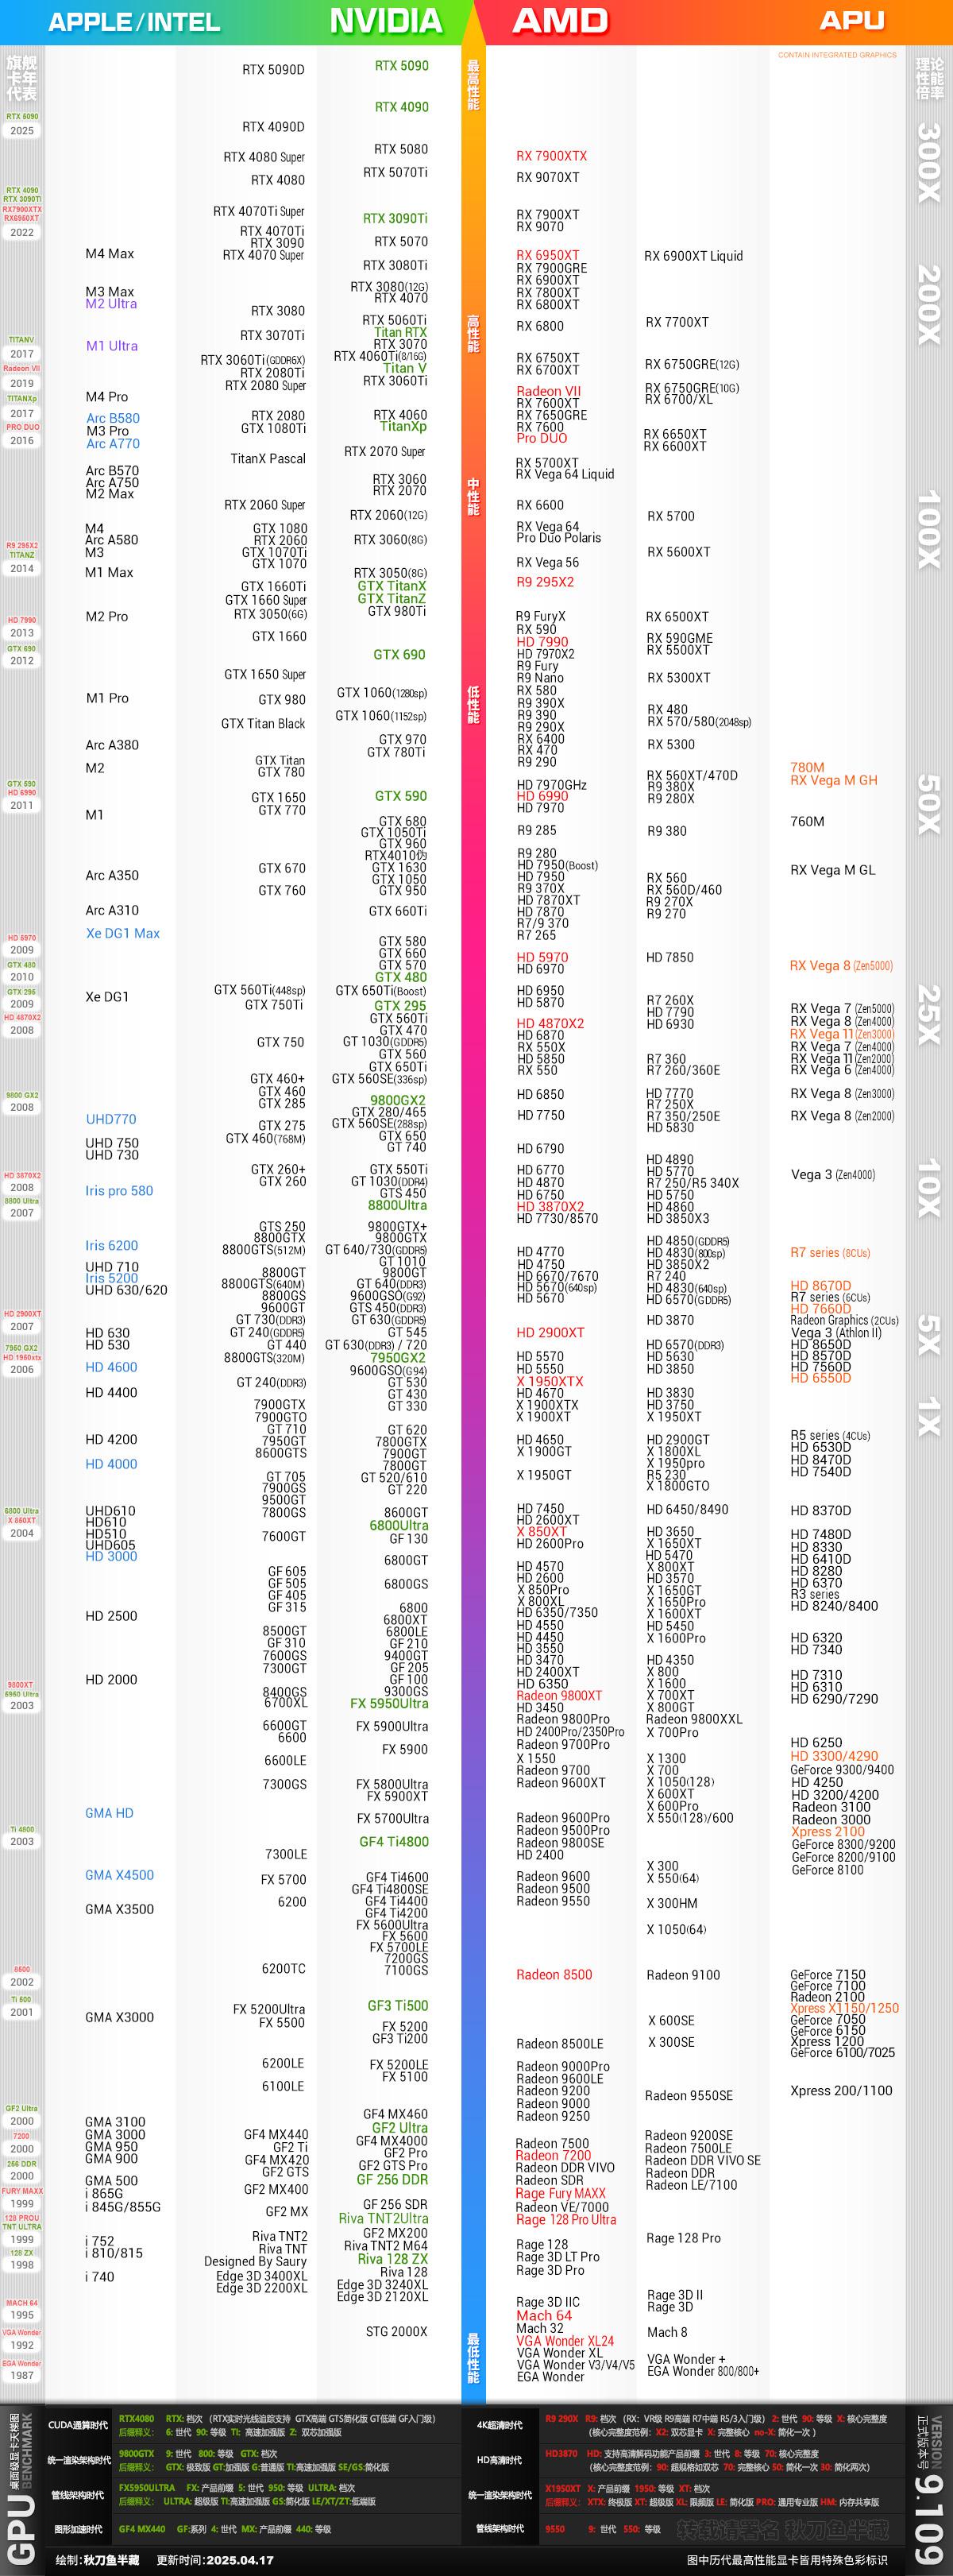 APPLE/INTEL
NVIDIA
AMD
APU
CONTAIN INTEGRATED GRAPHICS
旗舰
卡年
代表
RTX 5090
2025
RTX 4090
RTX 3090Ti
RX7900XTX
RX6950XT
2022
TITANV
2017
Radeon VII
2019
TITANXp
2017
PRO DUO
2016
R9 295X2
TITANZ
2014
HD 7990
2013
GTX 690
2012
GTX 590
HD 6990
2011
HD 5970
2009
GTX 480
2010
GTX 295
2009
HD 4870X2
2008
9800 GX2
2008
HD 3870X2
2008
8800 Ultra
2007
HD 2900XT
2007
7950 GX2
HD 1950xtx
2006
6800 Ultra
X 850XT
2004
9800XT
5950 Ultra
2003
Ti 4800
2003
8500
2002
Ti 500
2001
GF2 Ultra
2000
7200
2000
256 DDR
2000
FURY MAXX
1999
128 PROU
TNT ULTRA
1999
128 ZX
1998
MACH 64
1995
VGA Wonder
1992
EGA Wonder
1987
M4 Max
M3 Max
M2 Ultra
M1 Ultra
M4 Pro
Arc B580
M3 Pro
Arc A770
Arc B570
Arc A750
M2 Max
M4
Arc A580
M3
M1 Max
M2 Pro
M1 Pro
Arc A380
M2
M1
Arc A350
Arc A310
Xe DG1 Max
Xe DG1
UHD770
UHD 750
UHD 730
Iris pro 580
Iris 6200
UHD 710
Iris 5200
UHD 630/620
HD 630
HD 530
HD 4600
HD 4400
HD 4200
HD 4000
UHD610
HD610
HD510
UHD605
HD 3000
HD 2500
HD 2000
GMA HD
GMA X4500
GMA X3500
GMA X3000
GMA 3100
GMA 3000
GMA 950
GMA 900
GMA 500
i 865G
i 845G/855G
i 752
i 810/815
i 740
RTX 5090D
RTX 4090D
RTX 4080 Super
RTX 4080
RTX 4070Ti Super
RTX 4070Ti
RTX 3090
RTX 4070 Super
RTX 3080
RTX 3070Ti
RTX 3060Ti(GDDR6X)
RTX 2080Ti
RTX 2080 Super
RTX 2080
GTX 1080Ti
TitanX Pascal
RTX 2060 Super
GTX 1080
RTX 2060
GTX 1070Ti
GTX 1070
GTX 1660Ti
GTX 1660 Super
RTX 3050(6G)
GTX 1660
GTX 1650 Super
GTX 980
GTX Titan Black
GTX Titan
GTX 780
GTX 1650
GTX 770
GTX 670
GTX 760
GTX 560Ti(448sp)
GTX 750Ti
GTX 750
GTX 460+
GTX 460
GTX 285
GTX 275
GTX 460(768M)
GTX 260+
GTX 260
GTS 250
8800GTX
8800GTS(512M)
8800GT
8800GTS(640M)
8800GS
9600GT
GT 730(DDR3)
GT 240(GDDR5)
GT 440
8800GTS(320M)
GT 240(DDR3)
7900GTX
7900GTO
GT 710
7950GT
8600GTS
GT 705
7900GS
9500GT
7800GS
7600GT
GF 605
GF 505
GF 405
GF 315
8500GT
GF 310
7600GS
7300GT
8400GS
6700XL
6600GT
6600
6600LE
7300GS
7300LE
FX 5700
6200
6200TC
FX 5200Ultra
FX 5500
6200LE
6100LE
GF4 MX440
GF2 Ti
GF4 MX420
GF2 GTS
GF2 MX400
GF2 MX
Riva TNT2
Riva TNT
Designed By Saury
Edge 3D 3400XL
Edge 3D 2200XL
RTX 5090
RTX 4090
RTX 5080
RTX 5070Ti
RTX 3090Ti
RTX 5070
RTX 3080Ti
RTX 3080(12G)
RTX 4070
RTX 5060Ti
Titan RTX
RTX 3070
RTX 4060Ti(8/16G)
Titan V
RTX 3060Ti
RTX 4060
TitanXp
RTX 2070 Super
RTX 3060
RTX 2070
RTX 2060(12G)
RTX 3060(8G)
RTX 3050(8G)
GTX TitanX
GTX TitanZ
GTX 980Ti
GTX 690
GTX 1060(1280sp)
GTX 1060(1152sp)
GTX 970
GTX 780Ti
GTX 590
GTX 680
GTX 1050Ti
GTX 960
RTX4010伪
GTX 1630
GTX 1050
GTX 950
GTX 660Ti
GTX 580
GTX 660
GTX 570
GTX 480
GTX 650Ti(Boost)
GTX 295
GTX 560Ti
GTX 470
GT 1030(GDDR5)
GTX 560
GTX 650Ti
GTX 560SE(336sp)
9800GX2
GTX 280/465
GTX 560SE(288sp)
GTX 650
GT 740
GTX 550Ti
GT 1030(DDR4)
GTS 450
8800Ultra
9800GTX+
9800GTX
GT 640/730(GDDR5)
GT 1010
9800GT
GT 640(DDR3)
9600GSO(G92)
GTS 450(DDR3)
GT 630(GDDR5)
GT 545
GT 630(DDR3) / 720
7950GX2
9600GSO(G94)
GT 530
GT 430
GT 330
GT 620
7800GTX
7900GT
7800GT
GT 520/610
GT 220
8600GT
6800Ultra
GF 130
6800GT
6800GS
6800
6800XT
6800LE
GF 210
9400GT
GF 205
GF 100
9300GS
FX 5950Ultra
FX 5900Ultra
FX 5900
FX 5800Ultra
FX 5900XT
FX 5700Ultra
GF4 Ti4800
GF4 Ti4600
GF4 Ti4800SE
GF4 Ti4400
GF4 Ti4200
FX 5600Ultra
FX 5600
FX 5700LE
7200GS
7100GS
GF3 Ti500
FX 5200
GF3 Ti200
FX 5200LE
FX 5100
GF4 MX460
GF2 Ultra
GF4 MX4000
GF2 Pro
GF2 GTS Pro
GF 256 DDR
GF 256 SDR
Riva TNT2Ultra
GF2 MX200
Riva TNT2 M64
Riva 128 ZX
Riva 128
Edge 3D 3240XL
Edge 3D 2120XL
STG 2000X
最高性能
高性能
中性能
低性能
最低性能
RX 7900XTX
RX 9070XT
RX 7900XT
RX 9070
RX 6950XT
RX 7900GRE
RX 6900XT
RX 7800XT
RX 6800XT
RX 6800
RX 6750XT
RX 6700XT
Radeon VII
RX 7600XT
RX 7650GRE
RX 7600
Pro DUO
RX 5700XT
RX Vega 64 Liquid
RX 6600
RX Vega 64
Pro Duo Polaris
RX Vega 56
R9 295X2
R9 FuryX
RX 590
HD 7990
HD 7970X2
R9 Fury
R9 Nano
RX 580
R9 390X
R9 390
R9 290X
RX 6400
RX 470
R9 290
HD 7970GHz
HD 6990
HD 7970
R9 285
R9 280
HD 7950(Boost)
HD 7950
R9 370X
HD 7870XT
HD 7870
R7/9 370
R7 265
HD 5970
HD 6970
HD 6950
HD 5870
HD 4870X2
HD 6870
RX 550X
HD 5850
RX 550
HD 6850
HD 7750
HD 6790
HD 6770
HD 4870
HD 6750
HD 3870X2
HD 7730/8570
HD 4770
HD 4750
HD 6670/7670
HD 5670(640sp)
HD 5670
HD 2900XT
HD 5570
HD 5550
X 1950XTX
HD 4670
X 1900XTX
X 1900XT
HD 4650
X 1900GT
X 1950GT
HD 7450
HD 2600XT
X 850XT
HD 2600Pro
HD 4570
HD 2600
X 850Pro
X 800XL
HD 6350/7350
HD 4550
HD 4450
HD 3550
HD 3470
HD 2400XT
HD 6350
Radeon 9800XT
HD 3450
Radeon 9800Pro
HD 2400Pro/2350Pro
Radeon 9700Pro
X 1550
Radeon 9700
Radeon 9600XT
Radeon 9600Pro
Radeon 9500Pro
Radeon 9800SE
HD 2400
Radeon 9600
Radeon 9500
Radeon 9550
Radeon 8500
Radeon 8500LE
Radeon 9000Pro
Radeon 9600LE
Radeon 9200
Radeon 9000
Radeon 9250
Radeon 7500
Radeon 7200
Radeon DDR VIVO
Radeon SDR
Rage Fury MAXX
Radeon VE/7000
Rage 128 Pro Ultra
Rage 128
Rage 3D LT Pro
Rage 3D Pro
Rage 3D IIC
Mach 64
Mach 32
VGA Wonder XL24
VGA Wonder XL
VGA Wonder V3/V4/V5
EGA Wonder
RX 6900XT Liquid
RX 7700XT
RX 6750GRE(12G)
RX 6750GRE(10G)
RX 6700/XL
RX 6650XT
RX 6600XT
RX 5700
RX 5600XT
RX 6500XT
RX 590GME
RX 5500XT
RX 5300XT
RX 480
RX 570/580(2048sp)
RX 5300
RX 560XT/470D
R9 380X
R9 280X
R9 380
RX 560
RX 560D/460
R9 270X
R9 270
HD 7850
R7 260X
HD 7790
HD 6930
R7 360
R7 260/360E
HD 7770
R7 250X
R7 350/250E
HD 5830
HD 4890
HD 5770
R7 250/R5 340X
HD 5750
HD 4860
HD 3850X3
HD 4850(GDDR5)
HD 4830(800sp)
HD 3850X2
R7 240
HD 4830(640sp)
HD 6570(GDDR5)
HD 3870
HD 6570(DDR3)
HD 5630
HD 3850
HD 3830
HD 3750
X 1950XT
HD 2900GT
X 1800XL
X 1950pro
R5 230
X 1800GTO
HD 6450/8490
HD 3650
X 1650XT
HD 5470
X 800XT
HD 3570
X 1650GT
X 1650Pro
X 1600XT
HD 5450
X 1600Pro
HD 4350
X 800
X 1600
X 700XT
X 800GT
Radeon 9800XXL
X 700Pro
X 1300
X 700
X 1050(128)
X 600XT
X 600Pro
X 550(128)/600
X 300
X 550(64)
X 300HM
X 1050(64)
Radeon 9100
X 600SE
X 300SE
Radeon 9550SE
Radeon 9200SE
Radeon 7500LE
Radeon DDR VIVO SE
Radeon DDR
Radeon LE/7100
Rage 128 Pro
Rage 3D II
Rage 3D
Mach 8
VGA Wonder +
EGA Wonder 800/800+
780M
RX Vega M GH
760M
RX Vega M GL
RX Vega 8 (Zen5000)
RX Vega 7 (Zen5000)
RX Vega 8 (Zen4000)
RX Vega 11(Zen3000)
RX Vega 7 (Zen4000)
RX Vega 11(Zen2000)
RX Vega 6 (Zen4000)
RX Vega 8 (Zen3000)
RX Vega 8 (Zen2000)
Vega 3 (Zen4000)
R7 series (8CUs)
HD 8670D
R7 series (6CUs)
HD 7660D
Radeon Graphics (2CUs)
Vega 3 (Athlon II)
HD 8650D
HD 8570D
HD 7560D
HD 6550D
R5 series (4CUs)
HD 6530D
HD 8470D
HD 7540D
HD 8370D
HD 7480D
HD 8330
HD 6410D
HD 8280
HD 6370
R3 series
HD 8240/8400
HD 6320
HD 7340
HD 7310
HD 6310
HD 6290/7290
HD 6250
HD 3300/4290
GeForce 9300/9400
HD 4250
HD 3200/4200
Radeon 3100
Radeon 3000
Xpress 2100
GeForce 8300/9200
GeForce 8200/9100
GeForce 8100
GeForce 7150
GeForce 7100
Radeon 2100
Xpress X1150/1250
GeForce 7050
GeForce 6150
Xpress 1200
GeForce 6100/7025
Xpress 200/1100
理论
性能
倍率
300X
200X
100X
50X
25X
10X
5X
1X
GPU
桌面级显卡天梯图
BENCHMARK
CUDA通算时代
RTX4080 RTX: 档次 （RTX实时光线追踪支持 GTX高端 GTS简化版 GT低端 GF入门级）
后缀释义： 6: 世代 90: 等级 Ti: 高速加强版 Z: 双芯加强版
统一渲染架构时代
9800GTX 9: 世代 800: 等级 GTX: 档次
后缀释义： GTX: 极致版 GT:加强版 G:普通版 TI:高速加强版 SE/GS:简化版
管线架构时代
FX5950ULTRA FX: 产品前缀 5: 世代 950: 等级 ULTRA: 档次
后缀释义： ULTRA: 超级版 TI:高速加强版 GS:简化版 LE/XT/ZT:低端版
图形加速时代
GF4 MX440 GF:系列 4: 世代 MX: 产品前缀 440: 等级
4K超清时代
R9 290X R9: 档次 （RX: VR级 R9高端 R7中端 R5/3入门级） 2: 世代 90: 等级 X: 核心完整度
（核心完整度范例： X2: 双芯显卡 X: 完整核心 no-X: 简化一次 ）
HD高清时代
HD3870 HD: 支持高清解码功能产品前缀 3: 世代 8: 等级 70: 核心完整度
（核心完整度范例： 90: 超规格如双芯 70: 完整核心 50: 简化一次 30: 简化两次）
统一渲染架构时代
X1950XT X: 产品前缀 1950: 等级 XT: 档次
后缀释义： XTX: 终极版 XT: 超级版 XL: 限频版 LE: 简化版 PRO: 通用专业版 HM: 内存共享版
管线架构时代
9550 9: 世代 550: 等级
转载请署名 秋刀鱼半藏
VERSION
正式版本号
9.109
绘制：秋刀鱼半藏 更新时间：2025.04.17
图中历代最高性能显卡皆用特殊色彩标识